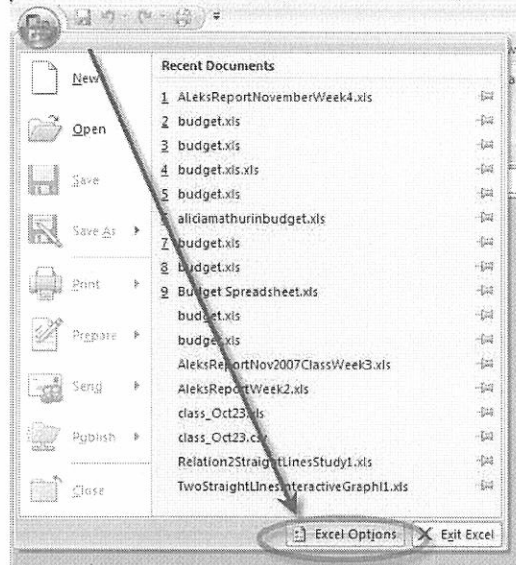 New
Open
Save
Save As
Print
Prepare
Send
Publish
Close
Recent Documents
1 ALeksReportNovemberWeek4.xls
2 budget.xls
3 budget.xls
4 budget.xls.xls
5 budget.xls
aliciamathurinbudget.xls
7 budget.xls
8 budget.xls
9 Budget Spreadsheet.xls
budget.xls
budget.xls
AleksReportNov2007ClassWeek3.xls
AleksReportWeek2.xls
class_Oct23.xls
class_Oct23.csv
Relation2StraightLinesStudy1.xls
TwoStraightLinesInteractiveGraphI1.xls
Excel Options
Exit Excel